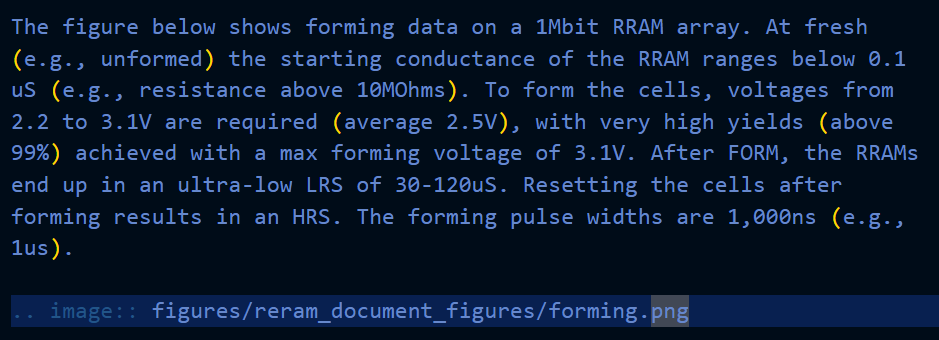 The figure below shows forming data on a 1Mbit RRAM array. At fresh
(e.g., unformed) the starting conductance of the RRAM ranges below 0.1
uS (e.g., resistance above 10MOhms). To form the cells, voltages from
2.2 to 3.1V are required (average 2.5V), with very high yields (above
99%) achieved with a max forming voltage of 3.1V. After FORM, the RRAMs
end up in an ultra-low LRS of 30-120uS. Resetting the cells after
forming results in an HRS. The forming pulse widths are 1,000ns (e.g.,
1us).
.. image:: figures/reram_document_figures/forming.png